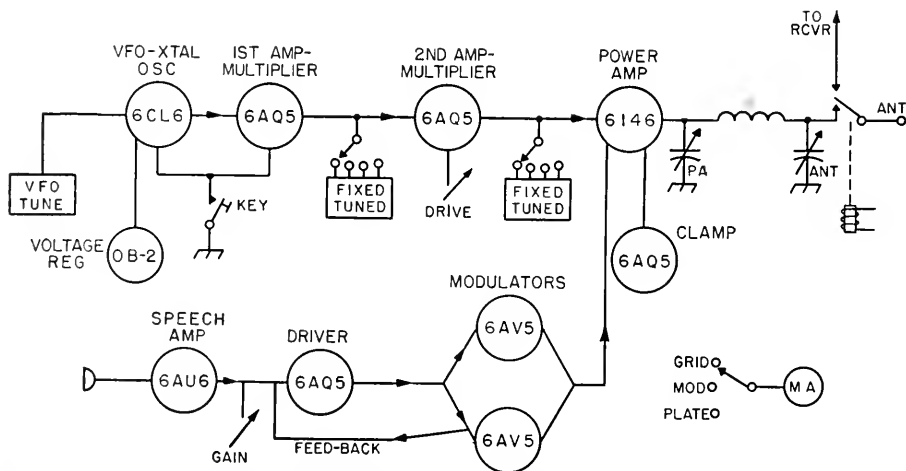 VFO-XTAL
OSC
6CL6
1ST AMP-
MULTIPLIER
6AQ5
2ND AMP-
MULTIPLIER
6AQ5
POWER
AMP
6146
TO
RCVR
ANT
PA
ANT
VFO
TUNE
KEY
FIXED
TUNED
DRIVE
FIXED
TUNED
VOLTAGE
REG
OB-2
CLAMP
6AQ5
SPEECH
AMP
6AU6
DRIVER
6AQ5
MODULATORS
6AV5
6AV5
GAIN
FEED-BACK
GRID
MOD
PLATE
MA